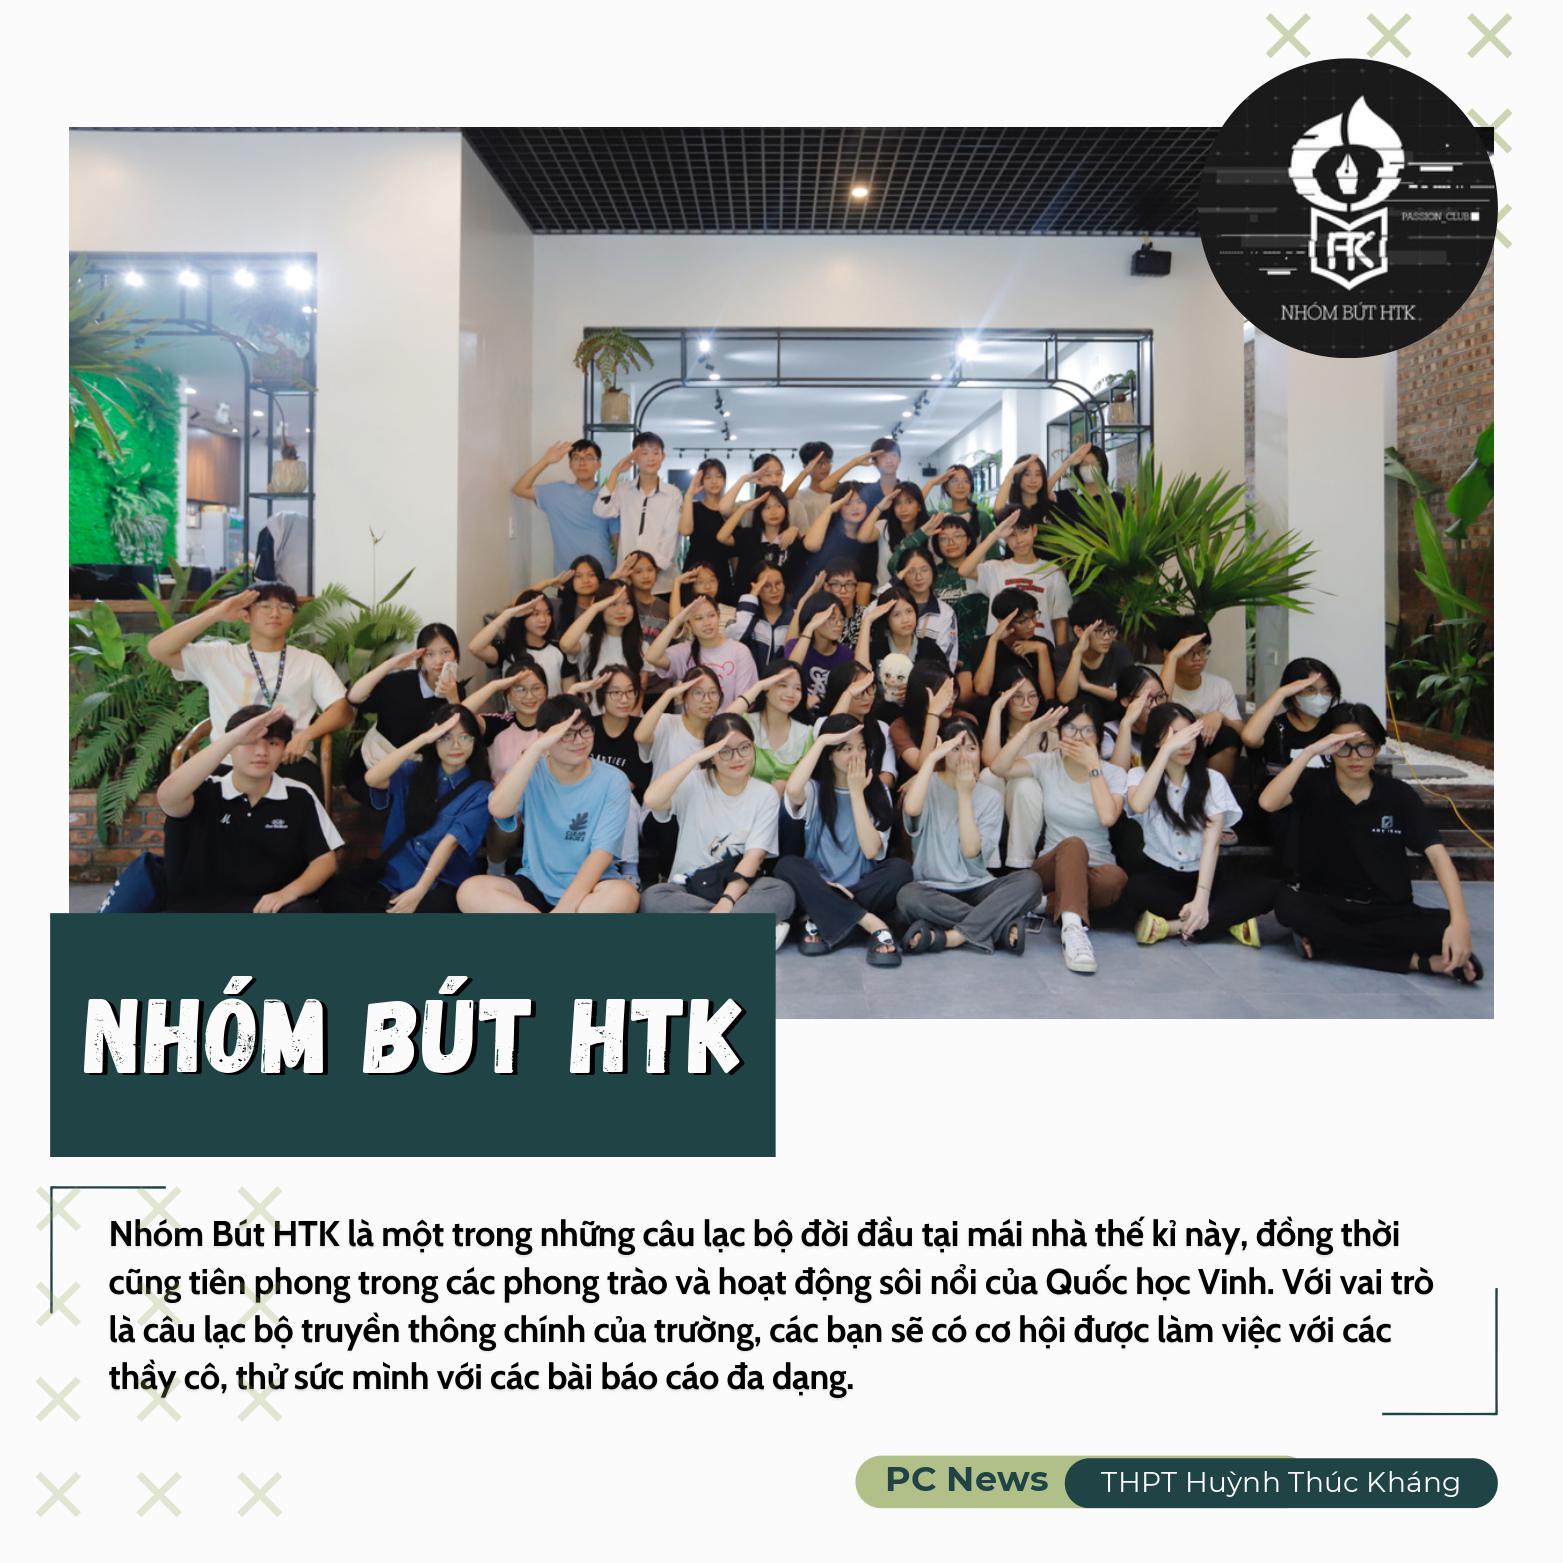 PASSION_CLUB
NHÓM BÚT HTK
NHÓM BÚT HTK
Nhóm Bút HTK là một trong những câu lạc bộ đời đầu tại mái nhà thế kỉ này, đồng thời
cũng tiên phong trong các phong trào và hoạt động sôi nổi của Quốc học Vinh. Với vai trò
là câu lạc bộ truyền thông chính của trường, các bạn sẽ có cơ hội được làm việc với các
thầy cô, thử sức mình với các bài báo cáo đa dạng.
PC News
THPT Huỳnh Thúc Kháng